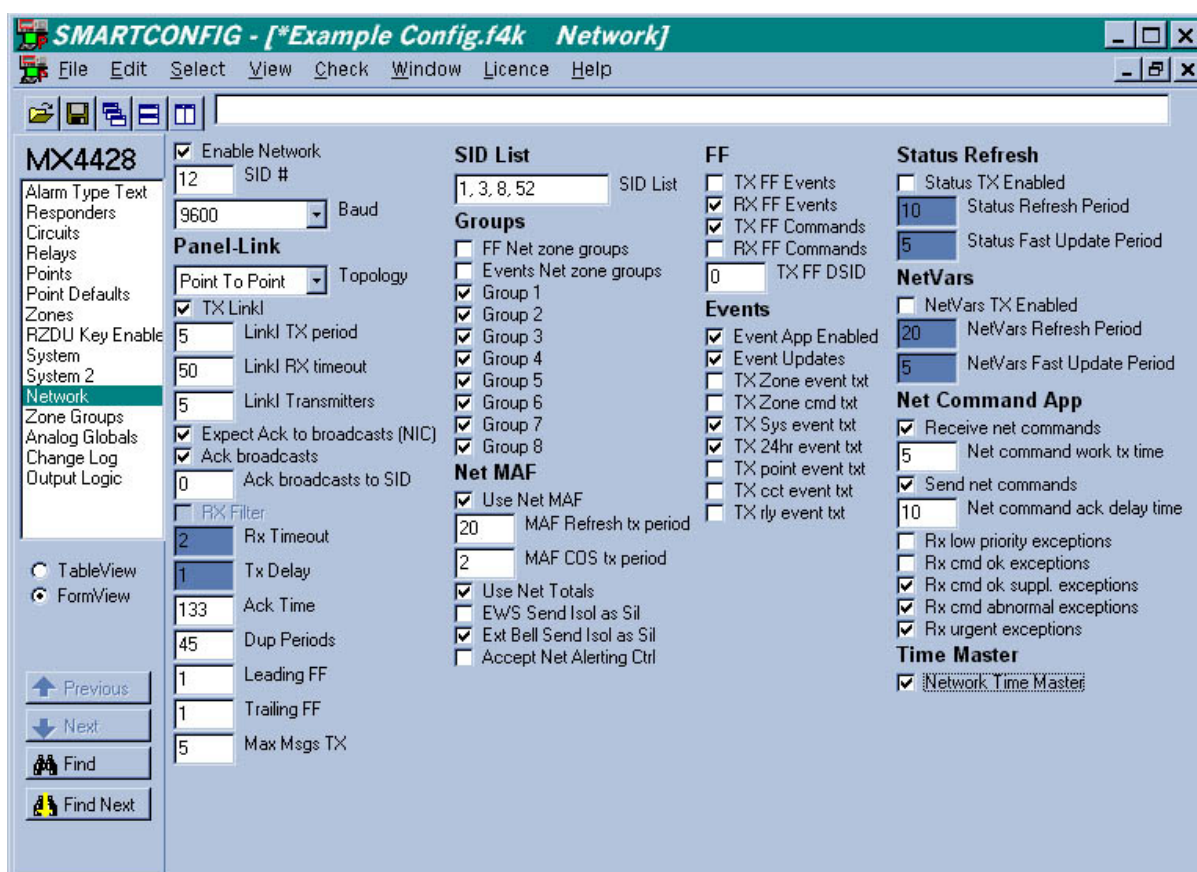 SMARTCONFIG - [*Example Config.f4k Network]
File Edit Select View Check Window Licence Help
MX4428
Alarm Type Text
Responders
Circuits
Relays
Points
Point Defaults
Zones
RZDU Key Enable
System
System 2
Network
Zone Groups
Analog Globals
Change Log
Output Logic
TableView
FormView
Previous
Next
Find
Find Next
Enable Network
12 SID #
9600 Baud
Panel-Link
Point To Point Topology
TX LinkI
5 LinkI TX period
50 LinkI RX timeout
5 LinkI Transmitters
Expect Ack to broadcasts (NIC)
Ack broadcasts
0 Ack broadcasts to SID
RX Filter
2 Rx Timeout
1 Tx Delay
133 Ack Time
45 Dup Periods
1 Leading FF
1 Trailing FF
5 Max Msgs TX
SID List
1, 3, 8, 52 SID List
Groups
FF Net zone groups
Events Net zone groups
Group 1
Group 2
Group 3
Group 4
Group 5
Group 6
Group 7
Group 8
Net MAF
Use Net MAF
20 MAF Refresh tx period
2 MAF COS tx period
Use Net Totals
EWS Send Isol as Sil
Ext Bell Send Isol as Sil
Accept Net Alerting Ctrl
FF
TX FF Events
RX FF Events
TX FF Commands
RX FF Commands
0 TX FF DSID
Events
Event App Enabled
Event Updates
TX Zone event txt
TX Zone cmd txt
TX Sys event txt
TX 24hr event txt
TX point event txt
TX cct event txt
TX rly event txt
Status Refresh
Status TX Enabled
10 Status Refresh Period
5 Status Fast Update Period
NetVars
NetVars TX Enabled
20 NetVars Refresh Period
5 NetVars Fast Update Period
Net Command App
Receive net commands
5 Net command work tx time
Send net commands
10 Net command ack delay time
Rx low priority exceptions
Rx cmd ok exceptions
Rx cmd ok suppl. exceptions
Rx cmd abnormal exceptions
Rx urgent exceptions
Time Master
Network Time Master